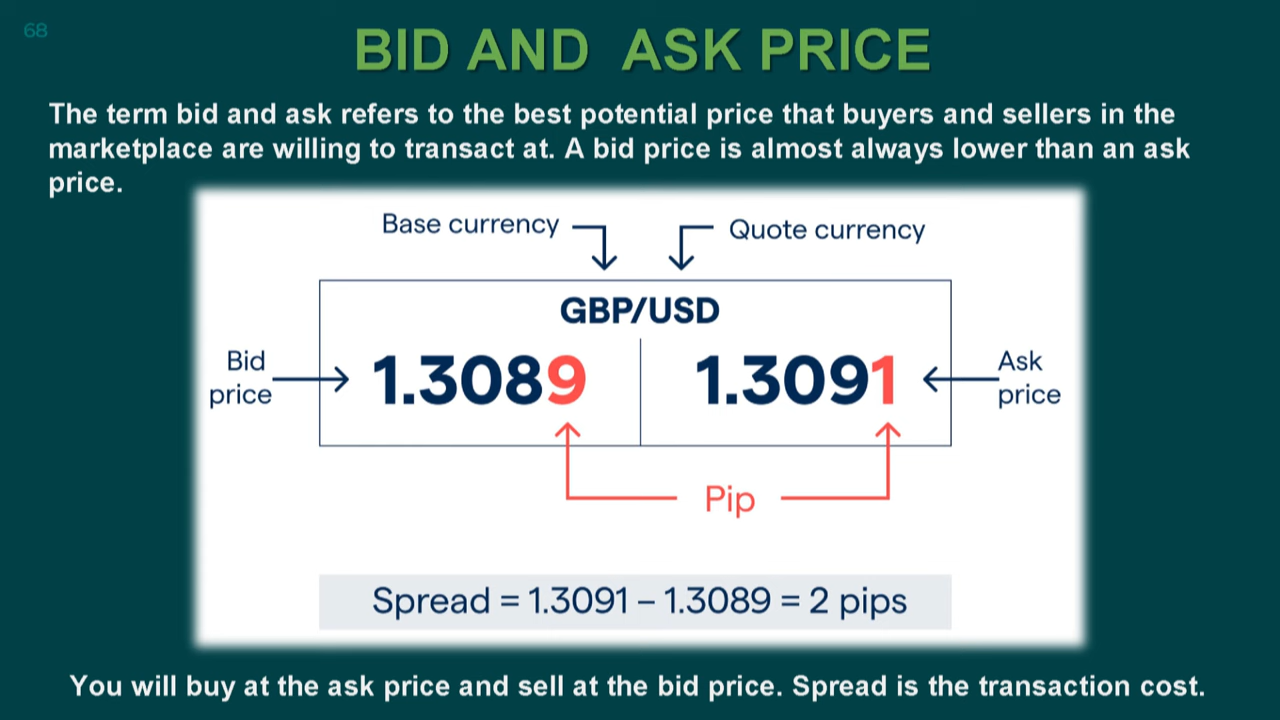 68
BID AND ASK PRICE
The term bid and ask refers to the best potential price that buyers and sellers in the
marketplace are willing to transact at. A bid price is almost always lower than an ask
price.
Base currency
Quote currency
GBP/USD
Bid
price
1.3089
1.3091
Ask
price
Pip
Spread = 1.3091 – 1.3089 = 2 pips
You will buy at the ask price and sell at the bid price. Spread is the transaction cost.